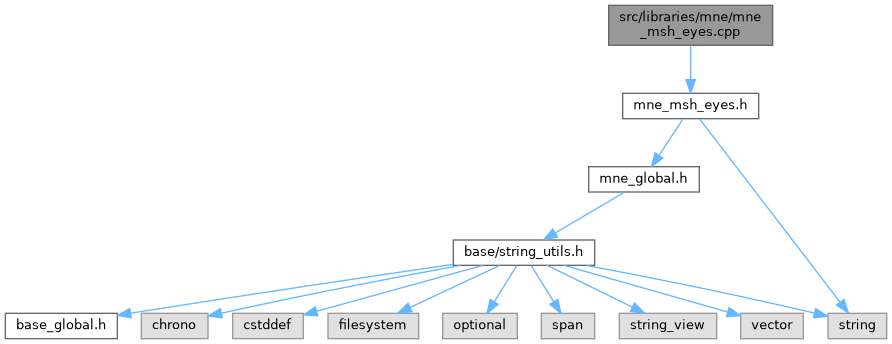 src/libraries/mne/mne
_msh_eyes.cpp
mne_msh_eyes.h
mne_global.h
base/string_utils.h
base_global.h
chrono
cstddef
filesystem
optional
span
string_view
vector
string